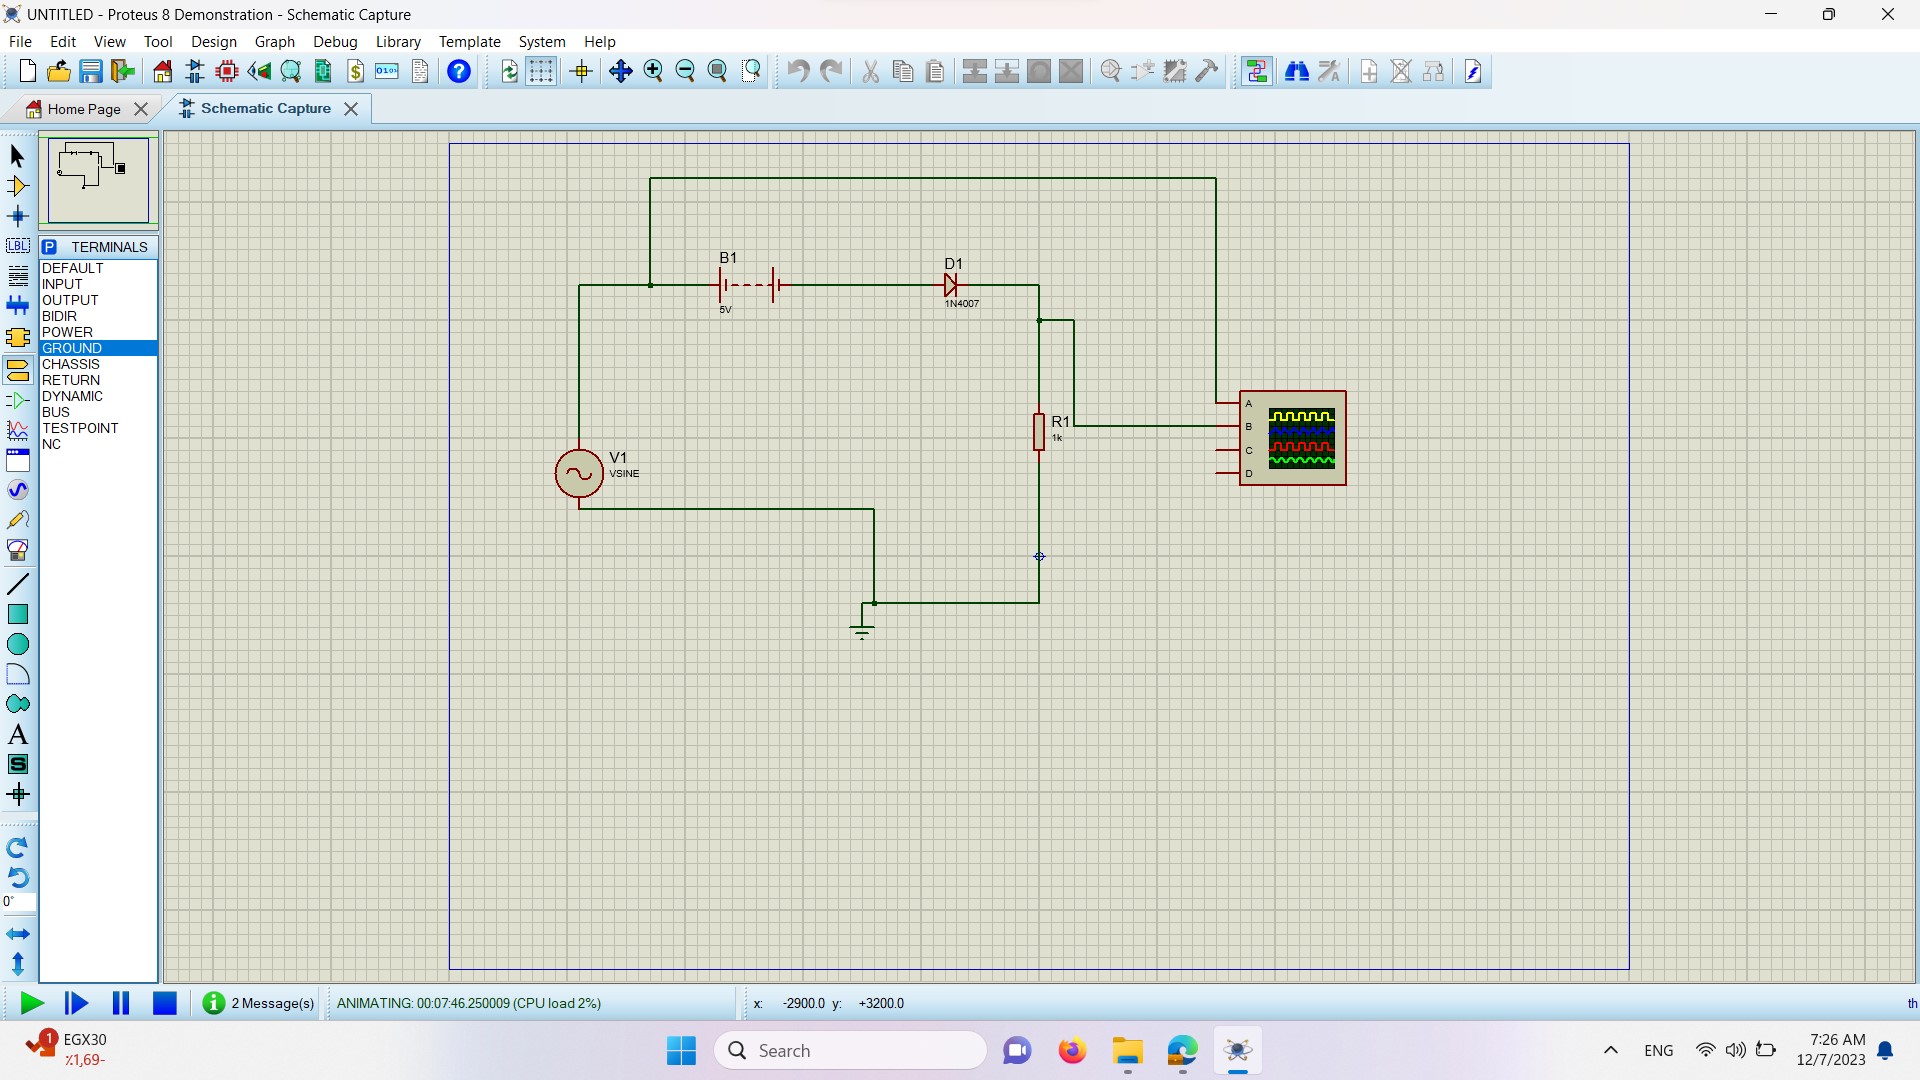 UNTITLED - Proteus 8 Demonstration - Schematic Capture
File Edit View Tool Design Graph Debug Library Template System Help
Home Page
Schematic Capture
LBL
P TERMINALS
DEFAULT
INPUT
OUTPUT
BIDIR
POWER
GROUND
CHASSIS
RETURN
DYNAMIC
BUS
TESTPOINT
NC
A
S
0°
B1
5V
D1
1N4007
R1
1k
V1
VSINE
A
B
C
D
2 Message(s)
ANIMATING: 00:07:46.250009 (CPU load 2%)
x: -2900.0 y: +3200.0
th
1
EGX30
٪1,69-
Search
ENG
7:26 AM
12/7/2023